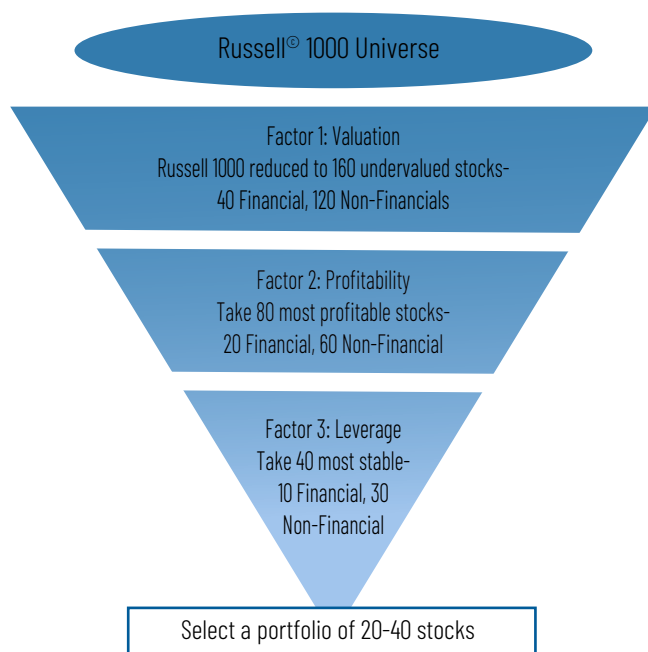 Russell© 1000 Universe
Factor 1: Valuation
Russell 1000 reduced to 160 undervalued stocks-
40 Financial, 120 Non-Financials
Factor 2: Profitability
Take 80 most profitable stocks-
20 Financial, 60 Non-Financial
Factor 3: Leverage
Take 40 most stable-
10 Financial, 30
Non-Financial
Select a portfolio of 20-40 stocks